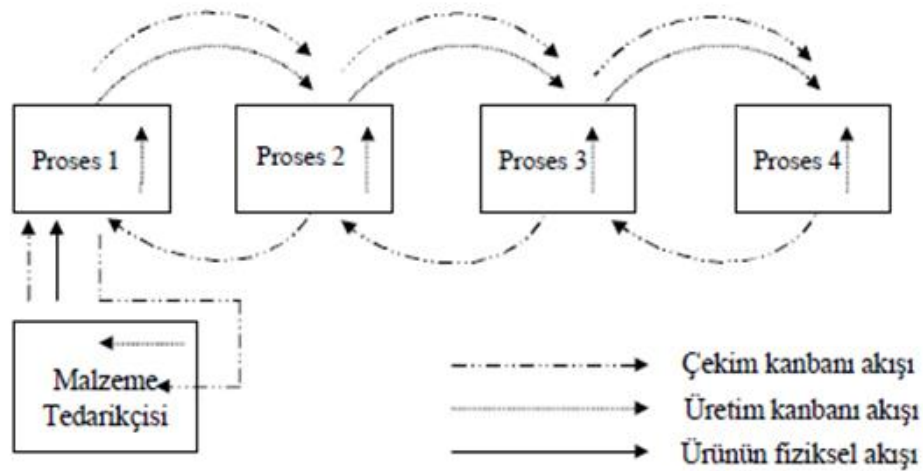 Proses 1
Proses 2
Proses 3
Proses 4
Malzeme
Tedarikçisi
Çekim kanbanı akışı
Üretim kanbanı akışı
Ürünün fiziksel akışı